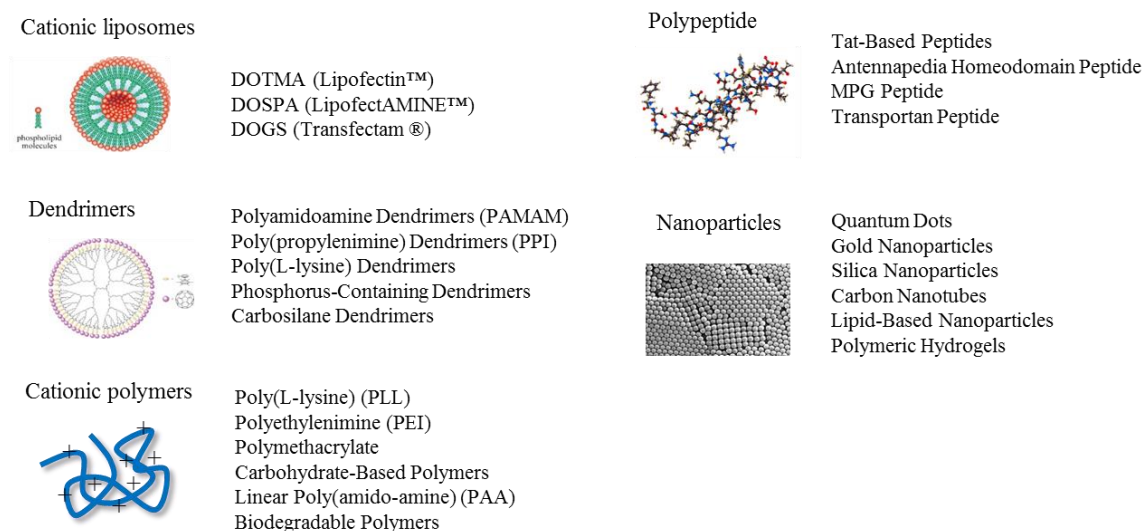 Cationic liposomes
phospholipid
molecules
DOTMA (Lipofectin™)
DOSPA (LipofectAMINE™)
DOGS (Transfectam ®)
Dendrimers
Polyamidoamine Dendrimers (PAMAM)
Poly(propylenimine) Dendrimers (PPI)
Poly(L-lysine) Dendrimers
Phosphorus-Containing Dendrimers
Carbosilane Dendrimers
Cationic polymers
Poly(L-lysine) (PLL)
Polyethylenimine (PEI)
Polymethacrylate
Carbohydrate-Based Polymers
Linear Poly(amido-amine) (PAA)
Biodegradable Polymers
Polypeptide
Tat-Based Peptides
Antennapedia Homeodomain Peptide
MPG Peptide
Transportan Peptide
Nanoparticles
Quantum Dots
Gold Nanoparticles
Silica Nanoparticles
Carbon Nanotubes
Lipid-Based Nanoparticles
Polymeric Hydrogels